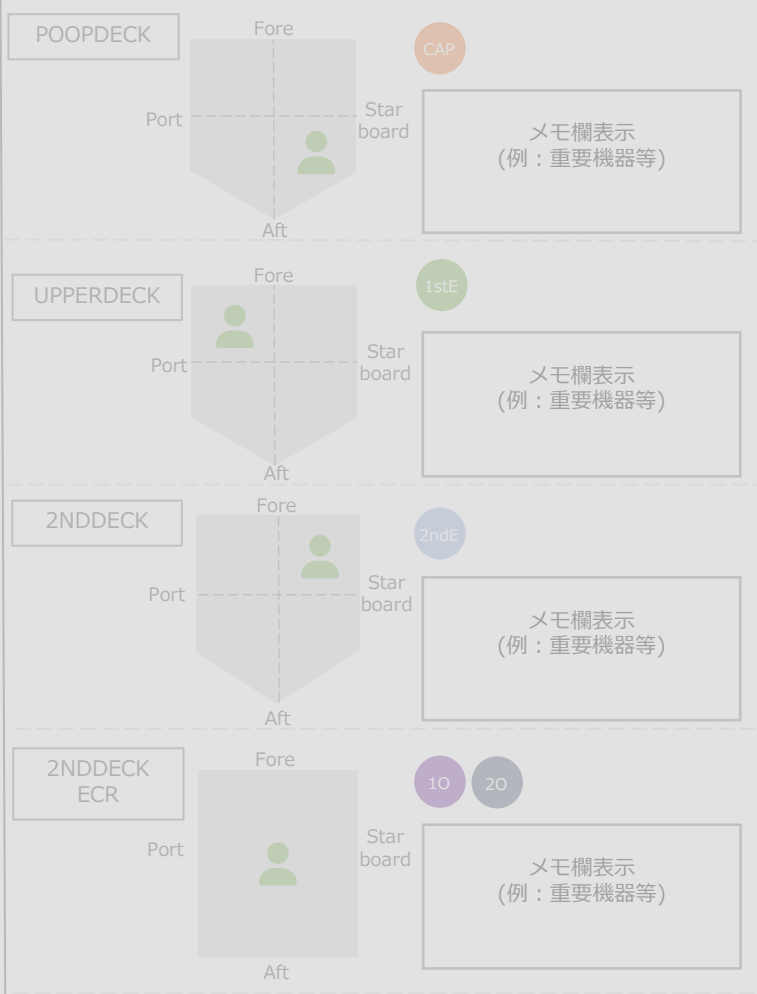 POOPDECK
Fore
CAP
Port
Star
board
メモ欄表示
(例：重要機器等)
Aft
UPPERDECK
Fore
1stE
Port
Star
board
メモ欄表示
(例：重要機器等)
Aft
2NDDECK
Fore
2ndE
Port
Star
board
メモ欄表示
(例：重要機器等)
Aft
2NDDECK
ECR
Fore
1O
2O
Port
Star
board
メモ欄表示
(例：重要機器等)
Aft